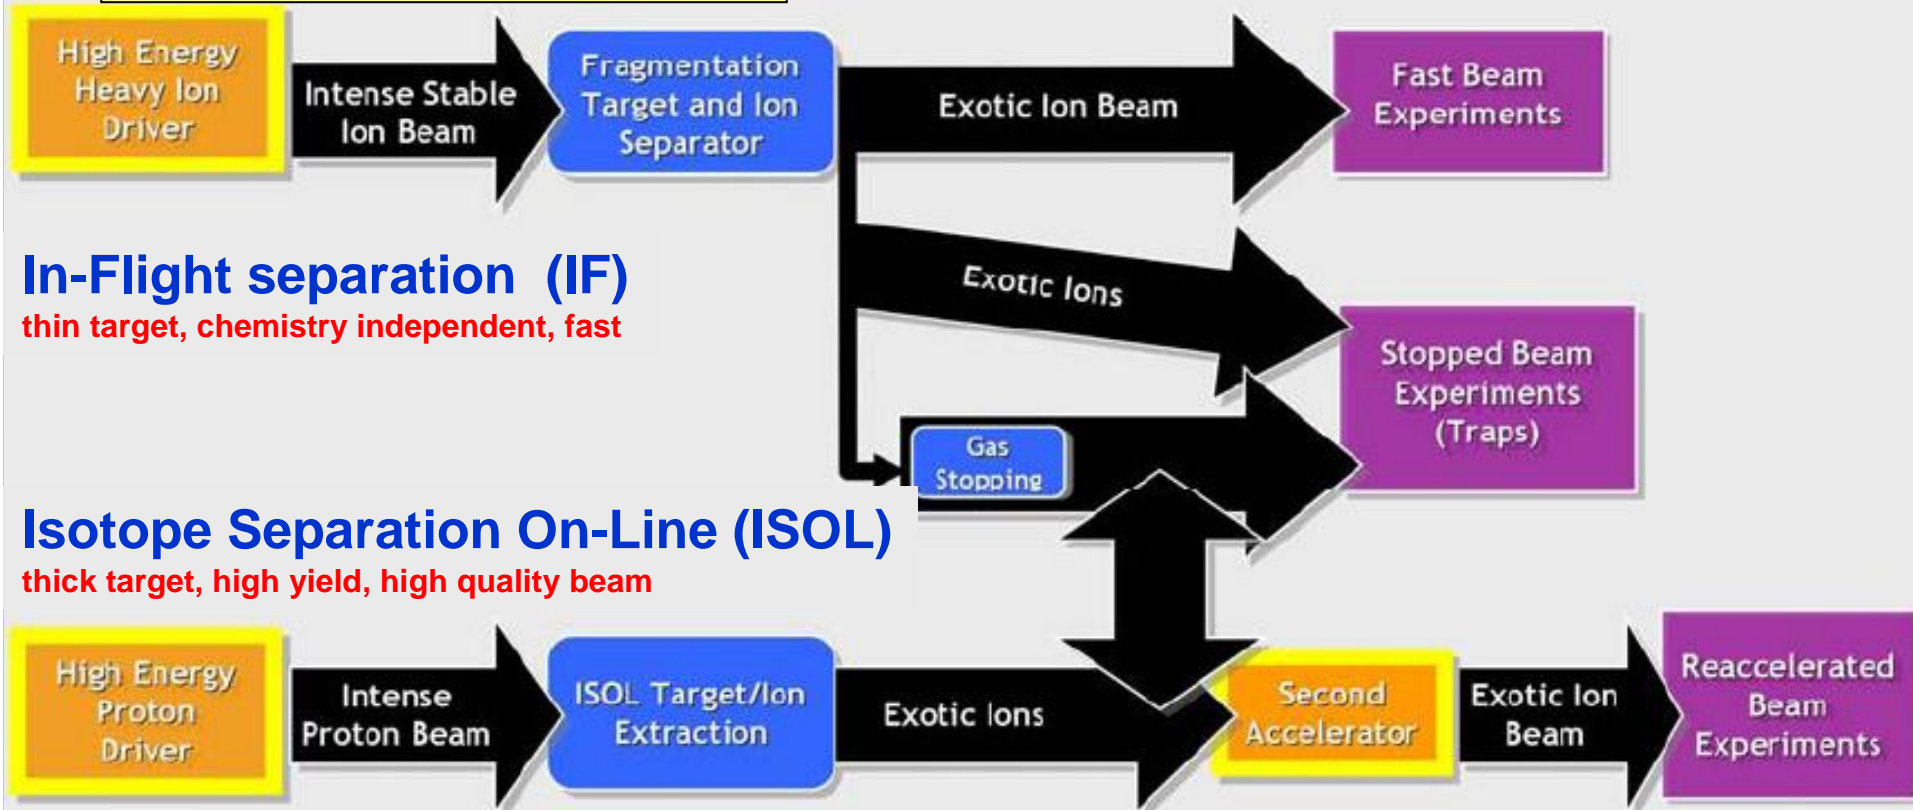 High Energy
Heavy Ion
Driver
Intense Stable
Ion Beam
Fragmentation
Target and Ion
Separator
Exotic Ion Beam
Fast Beam
Experiments
In-Flight separation (IF)
thin target, chemistry independent, fast
Exotic Ions
Stopped Beam
Experiments
(Traps)
Gas
Stopping
Isotope Separation On-Line (ISOL)
thick target, high yield, high quality beam
High Energy
Proton
Driver
Intense
Proton Beam
ISOL Target/Ion
Extraction
Exotic Ions
Second
Accelerator
Exotic Ion
Beam
Reaccelerated
Beam
Experiments